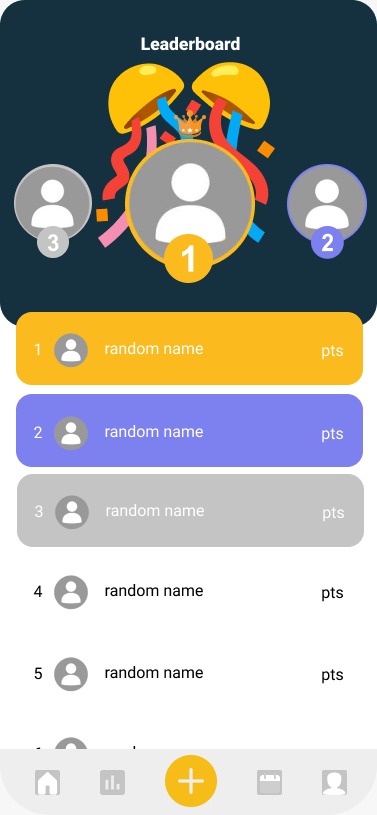 Leaderboard
3
1
2
1 random name pts
2 random name pts
3 random name pts
4 random name pts
5 random name pts